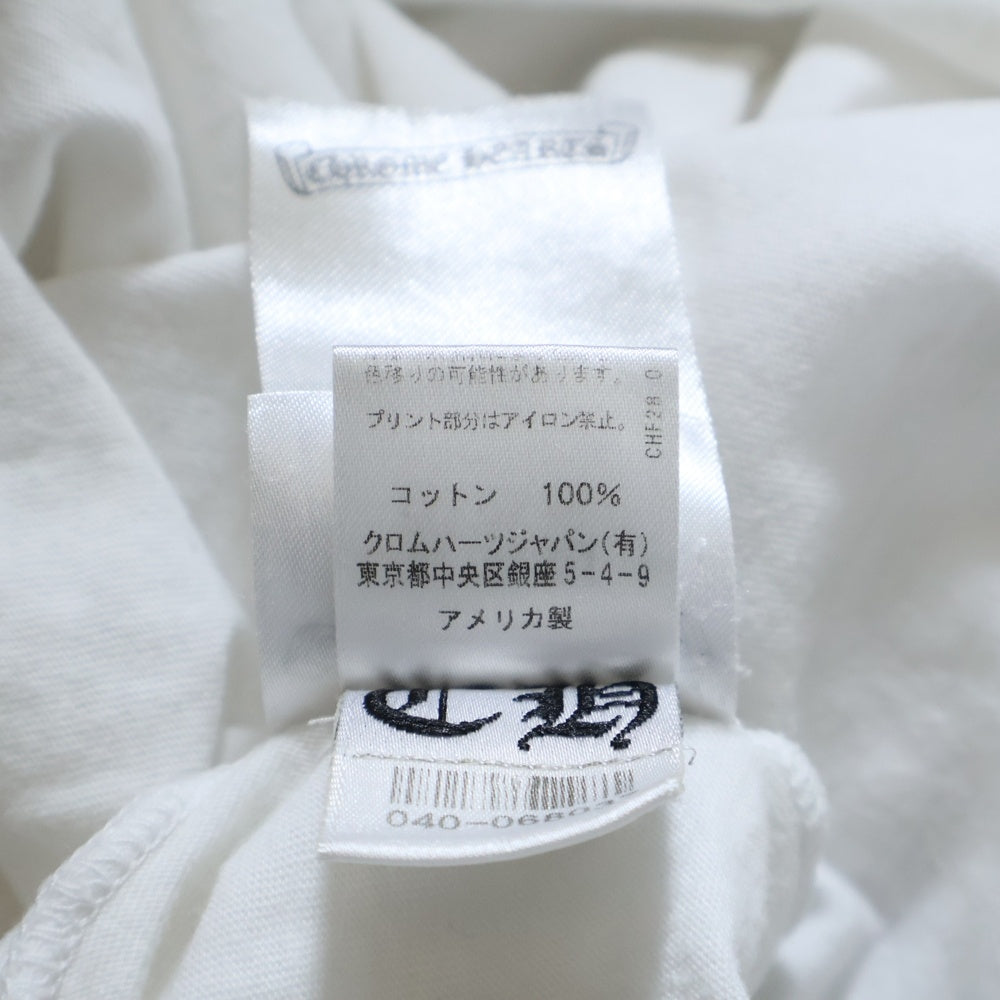 CHROME HEARTS
色移りの可能性があります。
プリント部分はアイロン禁止。
CHF28
コットン 100%
クロムハーツジャパン(有)
東京都中央区銀座5-4-9
アメリカ製
CH